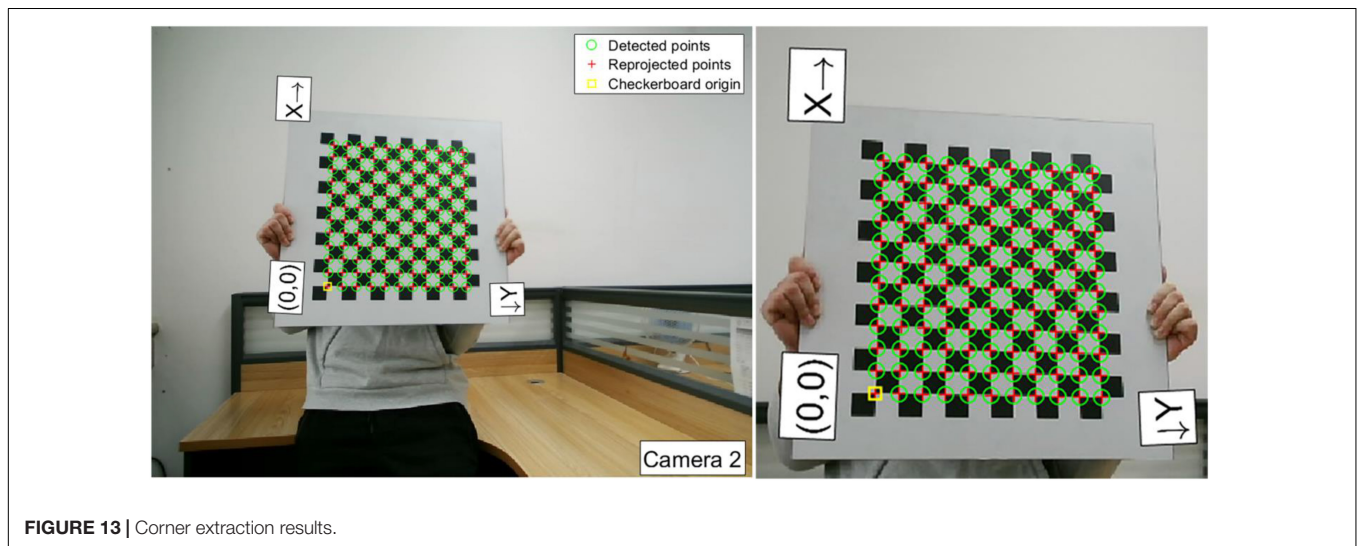 Detected points
Reprojected points
Checkerboard origin
X→
(0,0)
↓Y
Camera 2
X→
(0,0)
↓Y
FIGURE 13 | Corner extraction results.